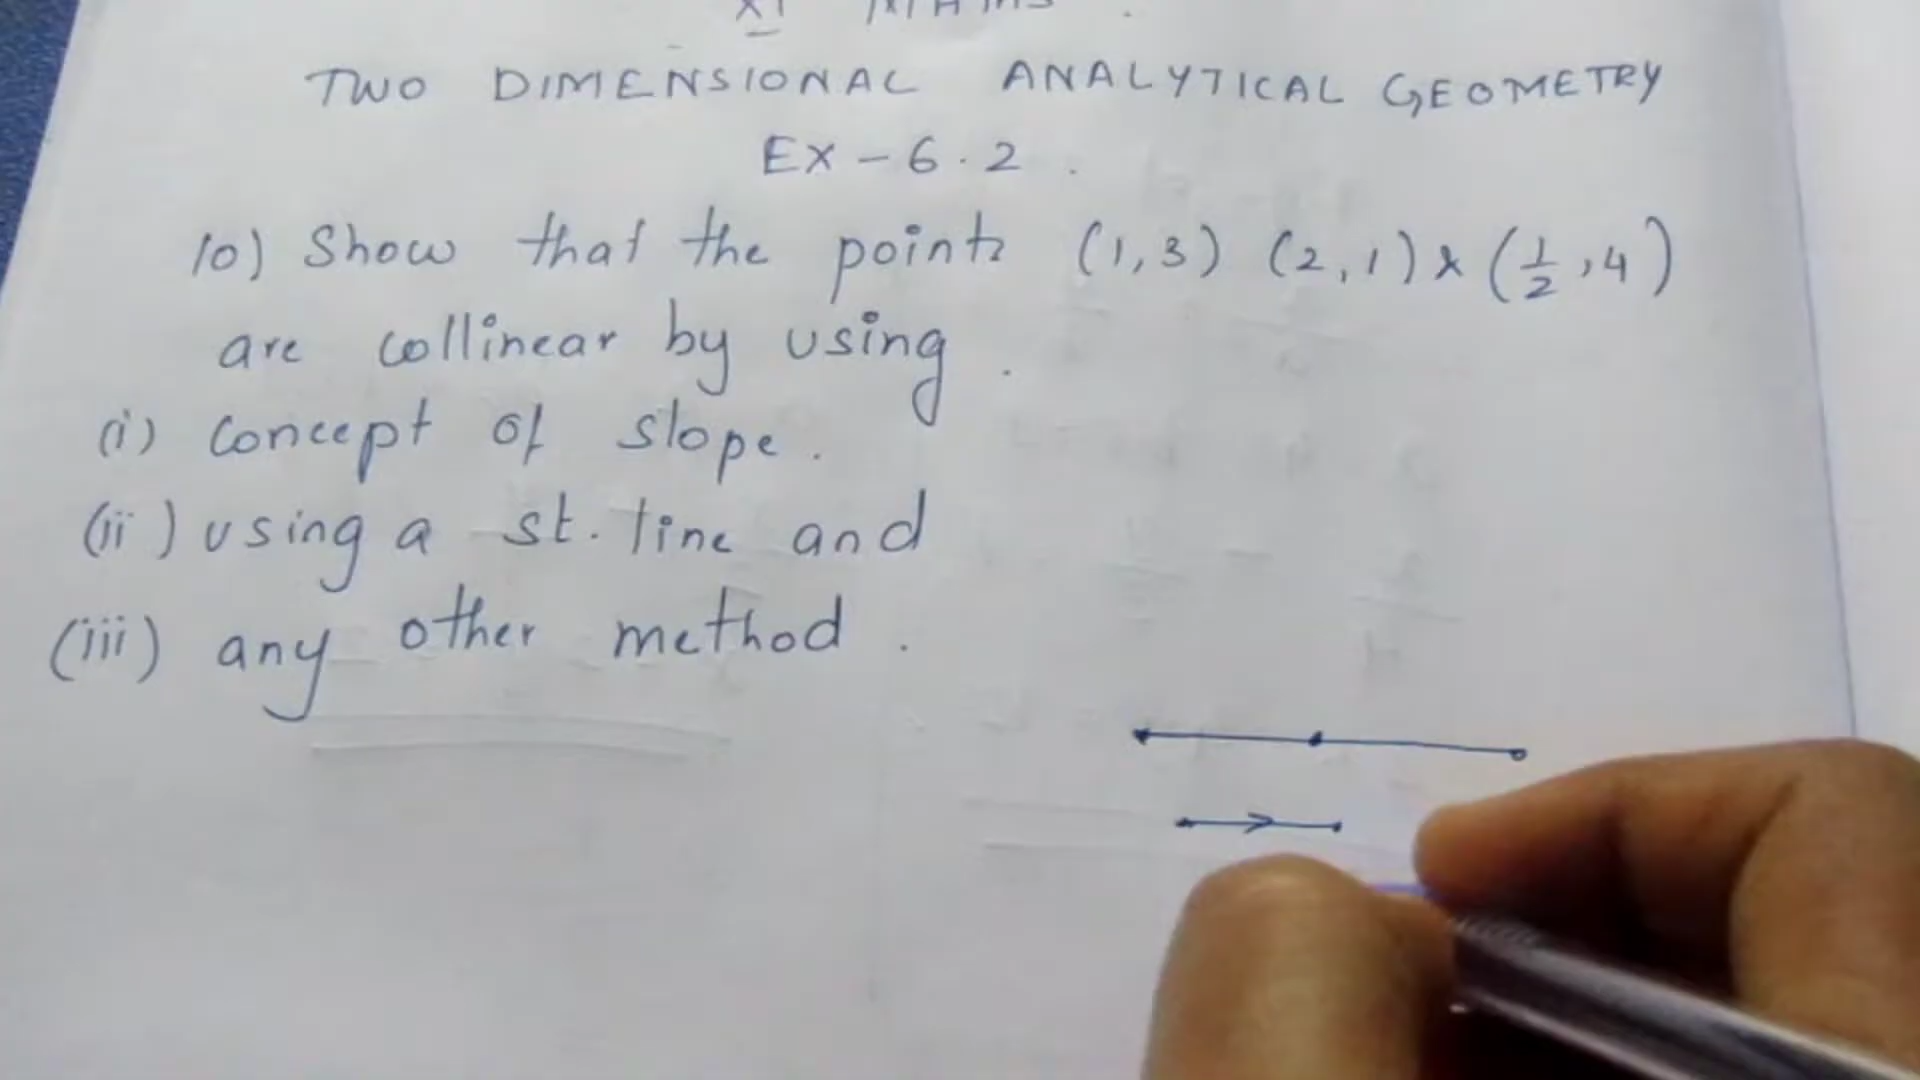 TWO DIMENSIONAL ANALYTICAL GEOMETRY
EX - 6.2.
10) Show that the points (1,3) (2,1) & (1/2,4)
are collinear by using.
(i) concept of slope.
(ii) using a st. line and
(iii) any other method.